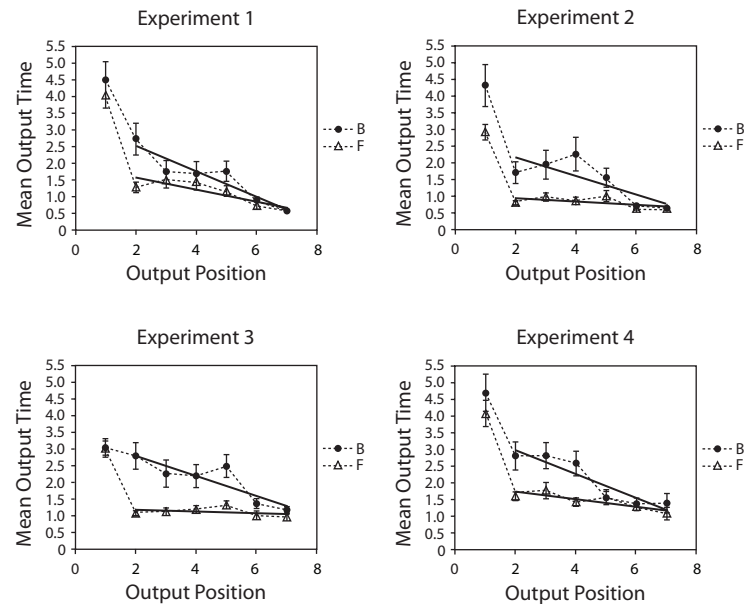 Experiment 1
Mean Output Time
5.5
5.0
4.5
4.0
3.5
3.0
2.5
2.0
1.5
1.0
0.5
0
0 2 4 6 8
Output Position
B
F
Experiment 2
Mean Output Time
5.5
5.0
4.5
4.0
3.5
3.0
2.5
2.0
1.5
1.0
0.5
0
0 2 4 6 8
Output Position
B
F
Experiment 3
Mean Output Time
5.5
5.0
4.5
4.0
3.5
3.0
2.5
2.0
1.5
1.0
0.5
0
0 2 4 6 8
Output Position
B
F
Experiment 4
Mean Output Time
5.5
5.0
4.5
4.0
3.5
3.0
2.5
2.0
1.5
1.0
0.5
0
0 2 4 6 8
Output Position
B
F